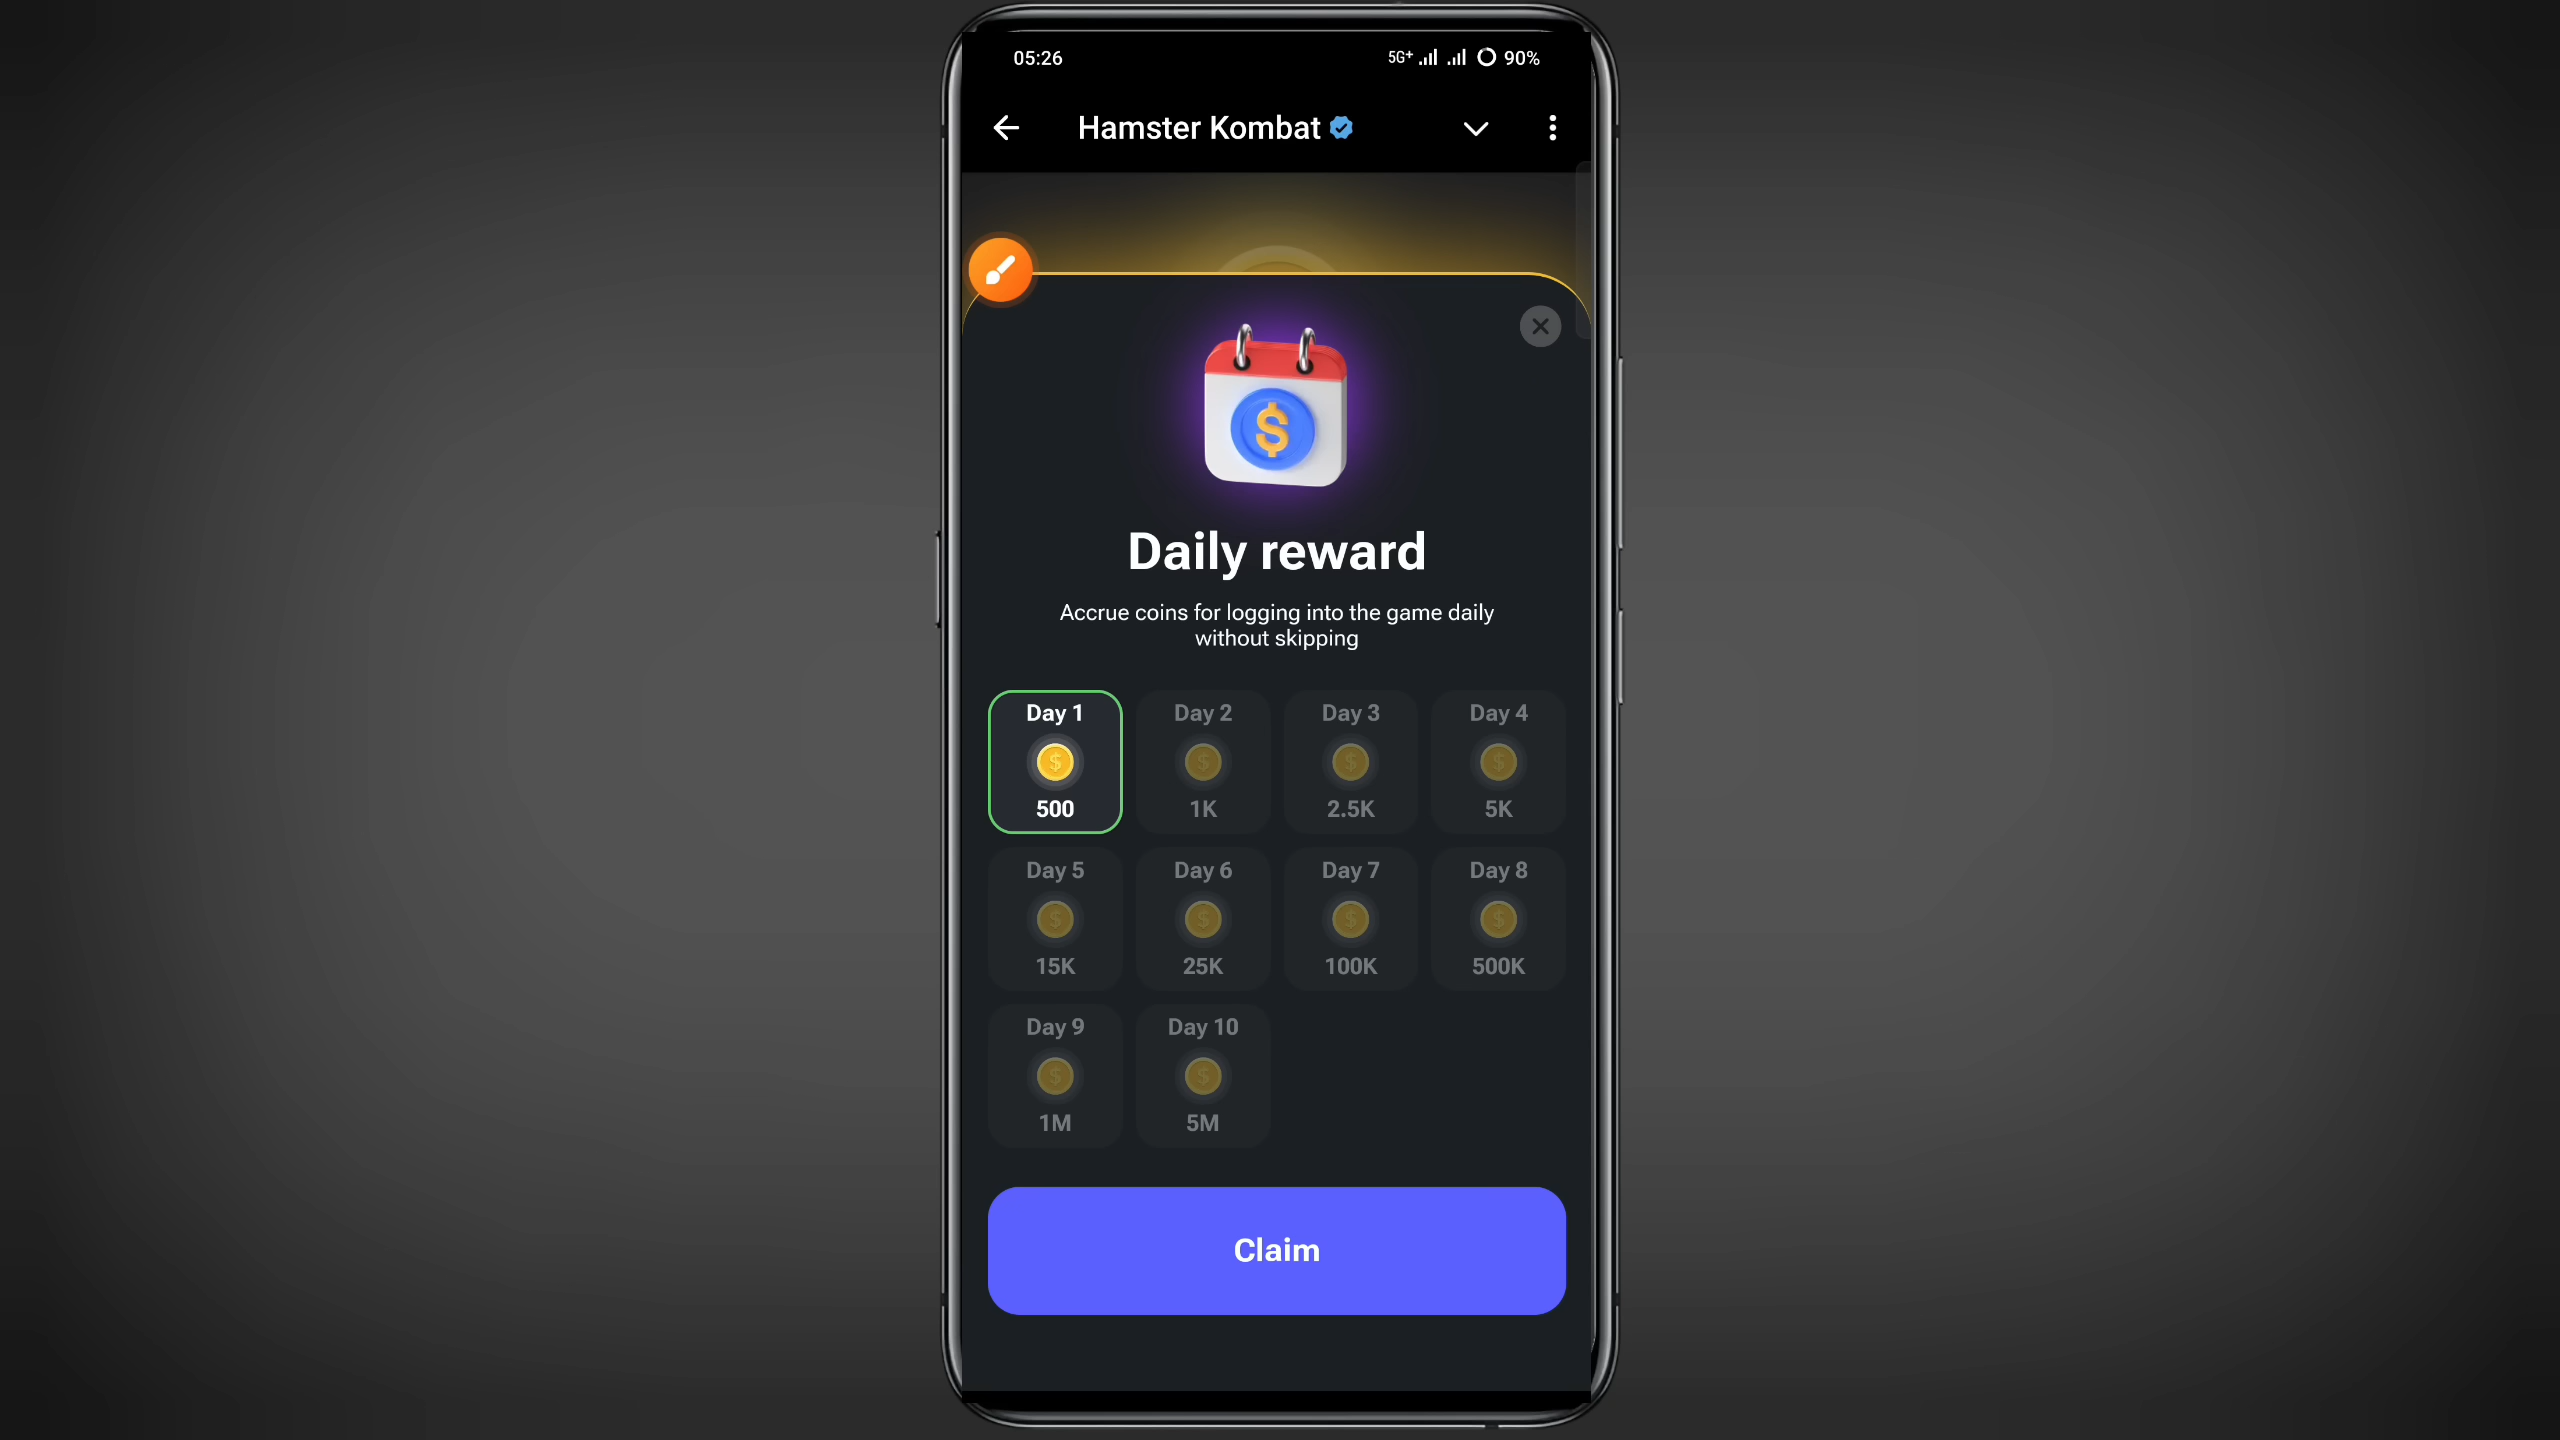 05:26
5G+ 90%
Hamster Kombat
Daily reward
Accrue coins for logging into the game daily
without skipping
Day 1 Day 2 Day 3 Day 4
500 1K 2.5K 5K
Day 5 Day 6 Day 7 Day 8
15K 25K 100K 500K
Day 9 Day 10
1M 5M
Claim